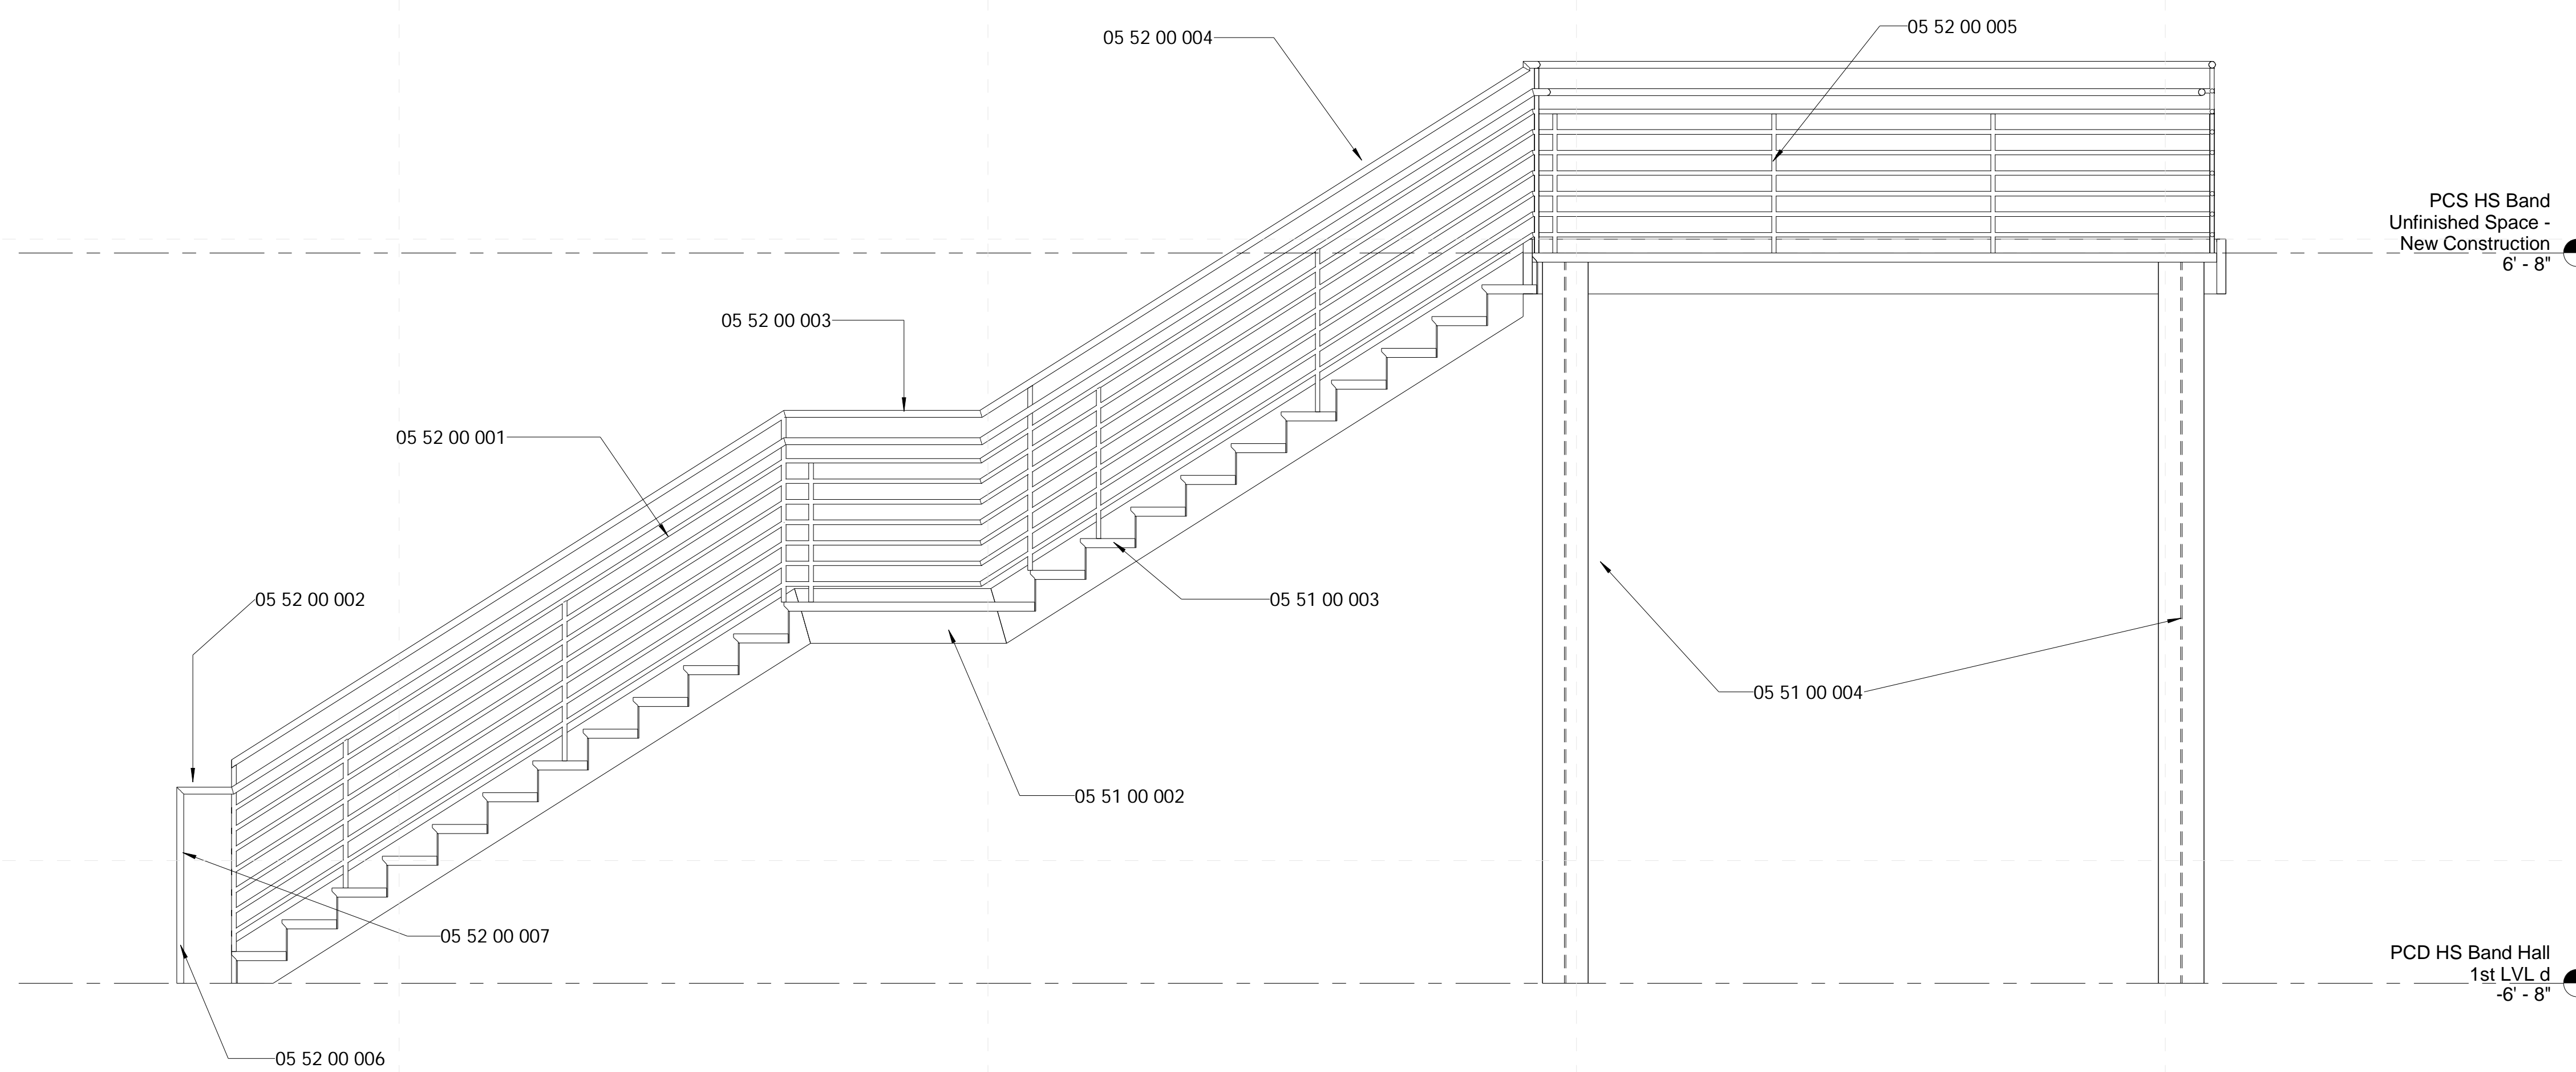 05 52 00 005
05 52 00 004
PCS HS Band
Unfinished Space -
New Construction
6' - 8"
05 52 00 003
05 52 00 001
05 52 00 002
05 51 00 003
05 51 00 004
05 51 00 002
05 52 00 007
PCD HS Band Hall
1st LVL d
-6' - 8"
05 52 00 006